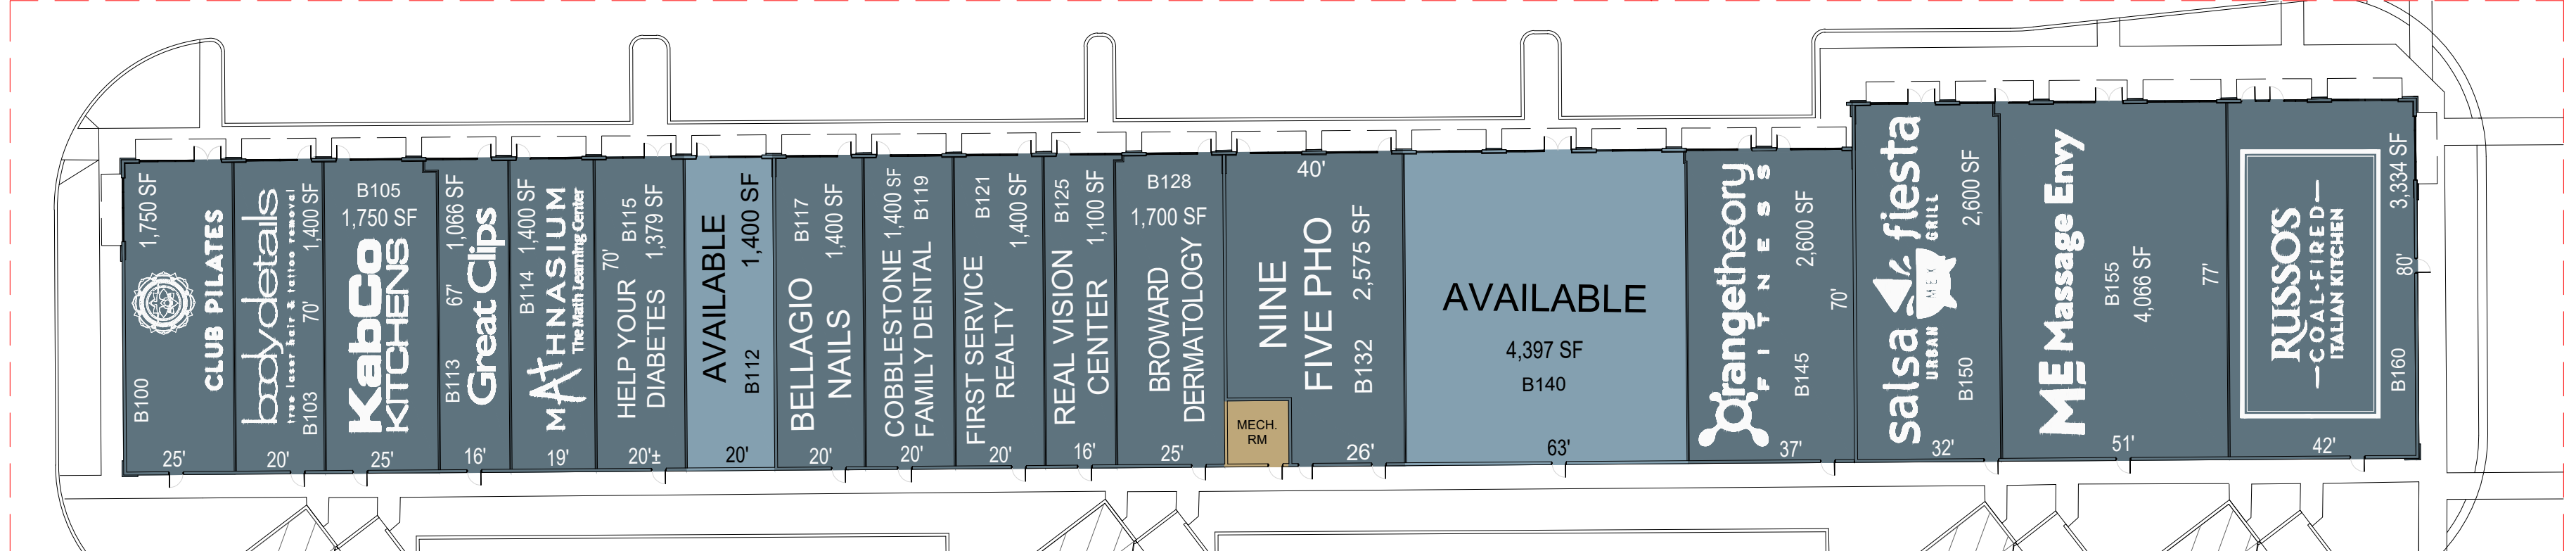 B100
1,750 SF
CLUB PILATES
25'
bodydetails
true laser hair & tattoo removal
B103
70'
1,400 SF
20'
B105
1,750 SF
KabCo
KITCHENS
25'
B113
67'
1,066 SF
Great Clips
16'
B114
1,400 SF
MATHNASIUM
The Math Learning Center
19'
HELP YOUR
DIABETES
70'
B115
1,379 SF
20'±
AVAILABLE
B112
1,400 SF
20'
BELLAGIO
NAILS
B117
1,400 SF
20'
COBBLESTONE
FAMILY DENTAL
1,400 SF
B119
20'
FIRST SERVICE
REALTY
B121
1,400 SF
20'
REAL VISION
CENTER
B125
1,100 SF
16'
B128
1,700 SF
BROWARD
DERMATOLOGY
25'
40'
NINE
FIVE PHO
B132
2,575 SF
MECH.
RM
26'
AVAILABLE
4,397 SF
B140
63'
Orangetheory
FITNESS
B145
2,600 SF
70'
37'
salsa fiesta
URBAN MEX GRILL
B150
2,600 SF
32'
ME Massage Envy
B155
4,066 SF
77'
51'
RUSSO'S
COAL-FIRED
ITALIAN KITCHEN
B160
80'
3,334 SF
42'